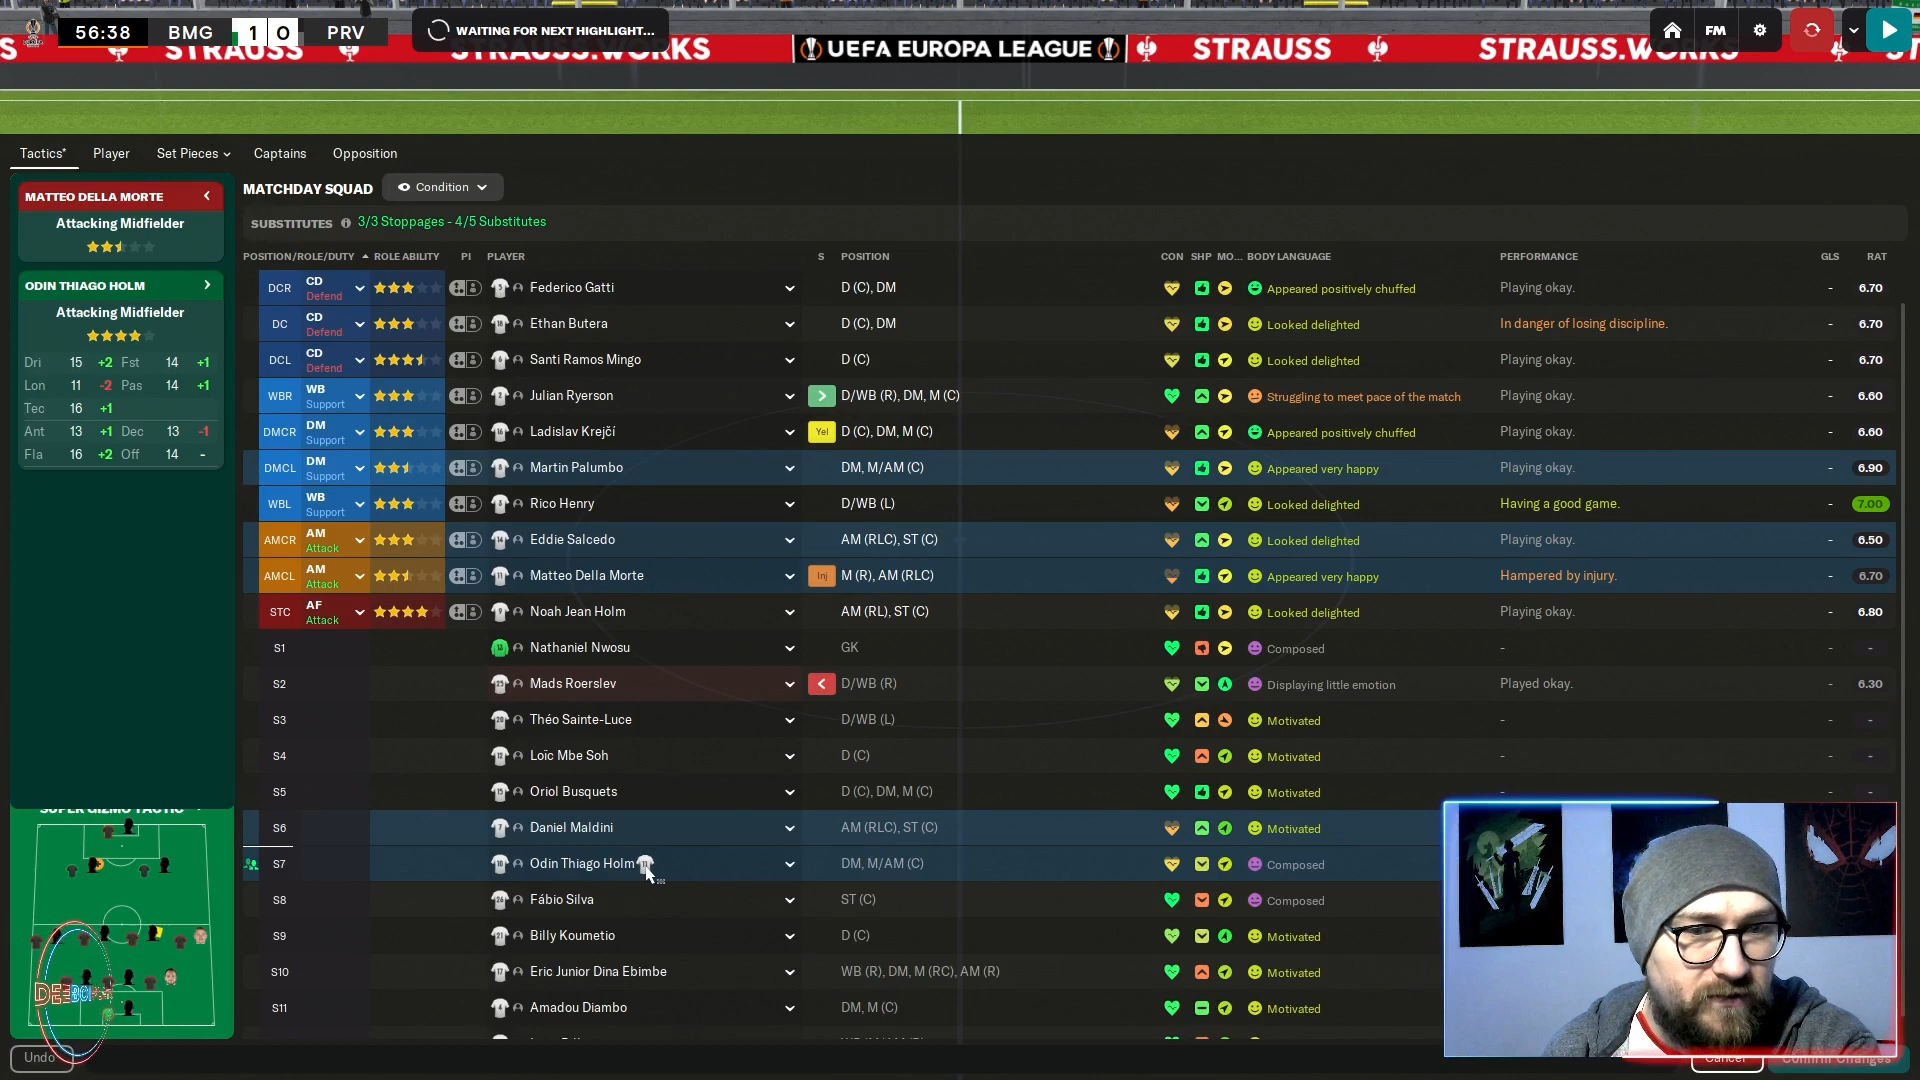 56:38 BMG 1 0 PRV WAITING FOR NEXT HIGHLIGHT... FM
STRAUSS STRAUSS.WORKS UEFA EUROPA LEAGUE STRAUSS STRAUSS.WORKS
Tactics* Player Set Pieces Captains Opposition
MATTEO DELLA MORTE
Attacking Midfielder
ODIN THIAGO HOLM
Attacking Midfielder
Dri 15 +2 Fst 14 +1
Lon 11 -2 Pas 14 +1
Tec 16 +1
Ant 13 +1 Dec 13 -1
Fla 16 +2 Off 14 -
SUPER GIZMO TACTIC
Undo
MATCHDAY SQUAD Condition
SUBSTITUTES 3/3 Stoppages - 4/5 Substitutes
POSITION/ROLE/DUTY ROLE ABILITY PI PLAYER S POSITION CON SHP MO... BODY LANGUAGE PERFORMANCE GLS RAT
DCR CD Defend Federico Gatti D (C), DM Appeared positively chuffed Playing okay. - 6.70
DC CD Defend Ethan Butera D (C), DM Looked delighted In danger of losing discipline. - 6.70
DCL CD Defend Santi Ramos Mingo D (C) Looked delighted Playing okay. - 6.70
WBR WB Support Julian Ryerson D/WB (R), DM, M (C) Struggling to meet pace of the match Playing okay. - 6.60
DMCR DM Support Ladislav Krejčí Yel D (C), DM, M (C) Appeared positively chuffed Playing okay. - 6.60
DMCL DM Support Martin Palumbo DM, M/AM (C) Appeared very happy Playing okay. - 6.90
WBL WB Support Rico Henry D/WB (L) Looked delighted Having a good game. - 7.00
AMCR AM Attack Eddie Salcedo AM (RLC), ST (C) Looked delighted Playing okay. - 6.50
AMCL AM Attack Matteo Della Morte Inj M (R), AM (RLC) Appeared very happy Hampered by injury. - 6.70
STC AF Attack Noah Jean Holm AM (RL), ST (C) Looked delighted Playing okay. - 6.80
S1 Nathaniel Nwosu GK Composed - - -
S2 Mads Roerslev D/WB (R) Displaying little emotion Played okay. - 6.30
S3 Théo Sainte-Luce D/WB (L) Motivated - - -
S4 Loïc Mbe Soh D (C) Motivated - - -
S5 Oriol Busquets D (C), DM, M (C) Motivated - - -
S6 Daniel Maldini AM (RLC), ST (C) Motivated
S7 Odin Thiago Holm DM, M/AM (C) Composed
S8 Fábio Silva ST (C) Composed
S9 Billy Koumetio D (C) Motivated
S10 Eric Junior Dina Ebimbe WB (R), DM, M (RC), AM (R) Motivated
S11 Amadou Diambo DM, M (C) Motivated
Cancel Confirm Changes